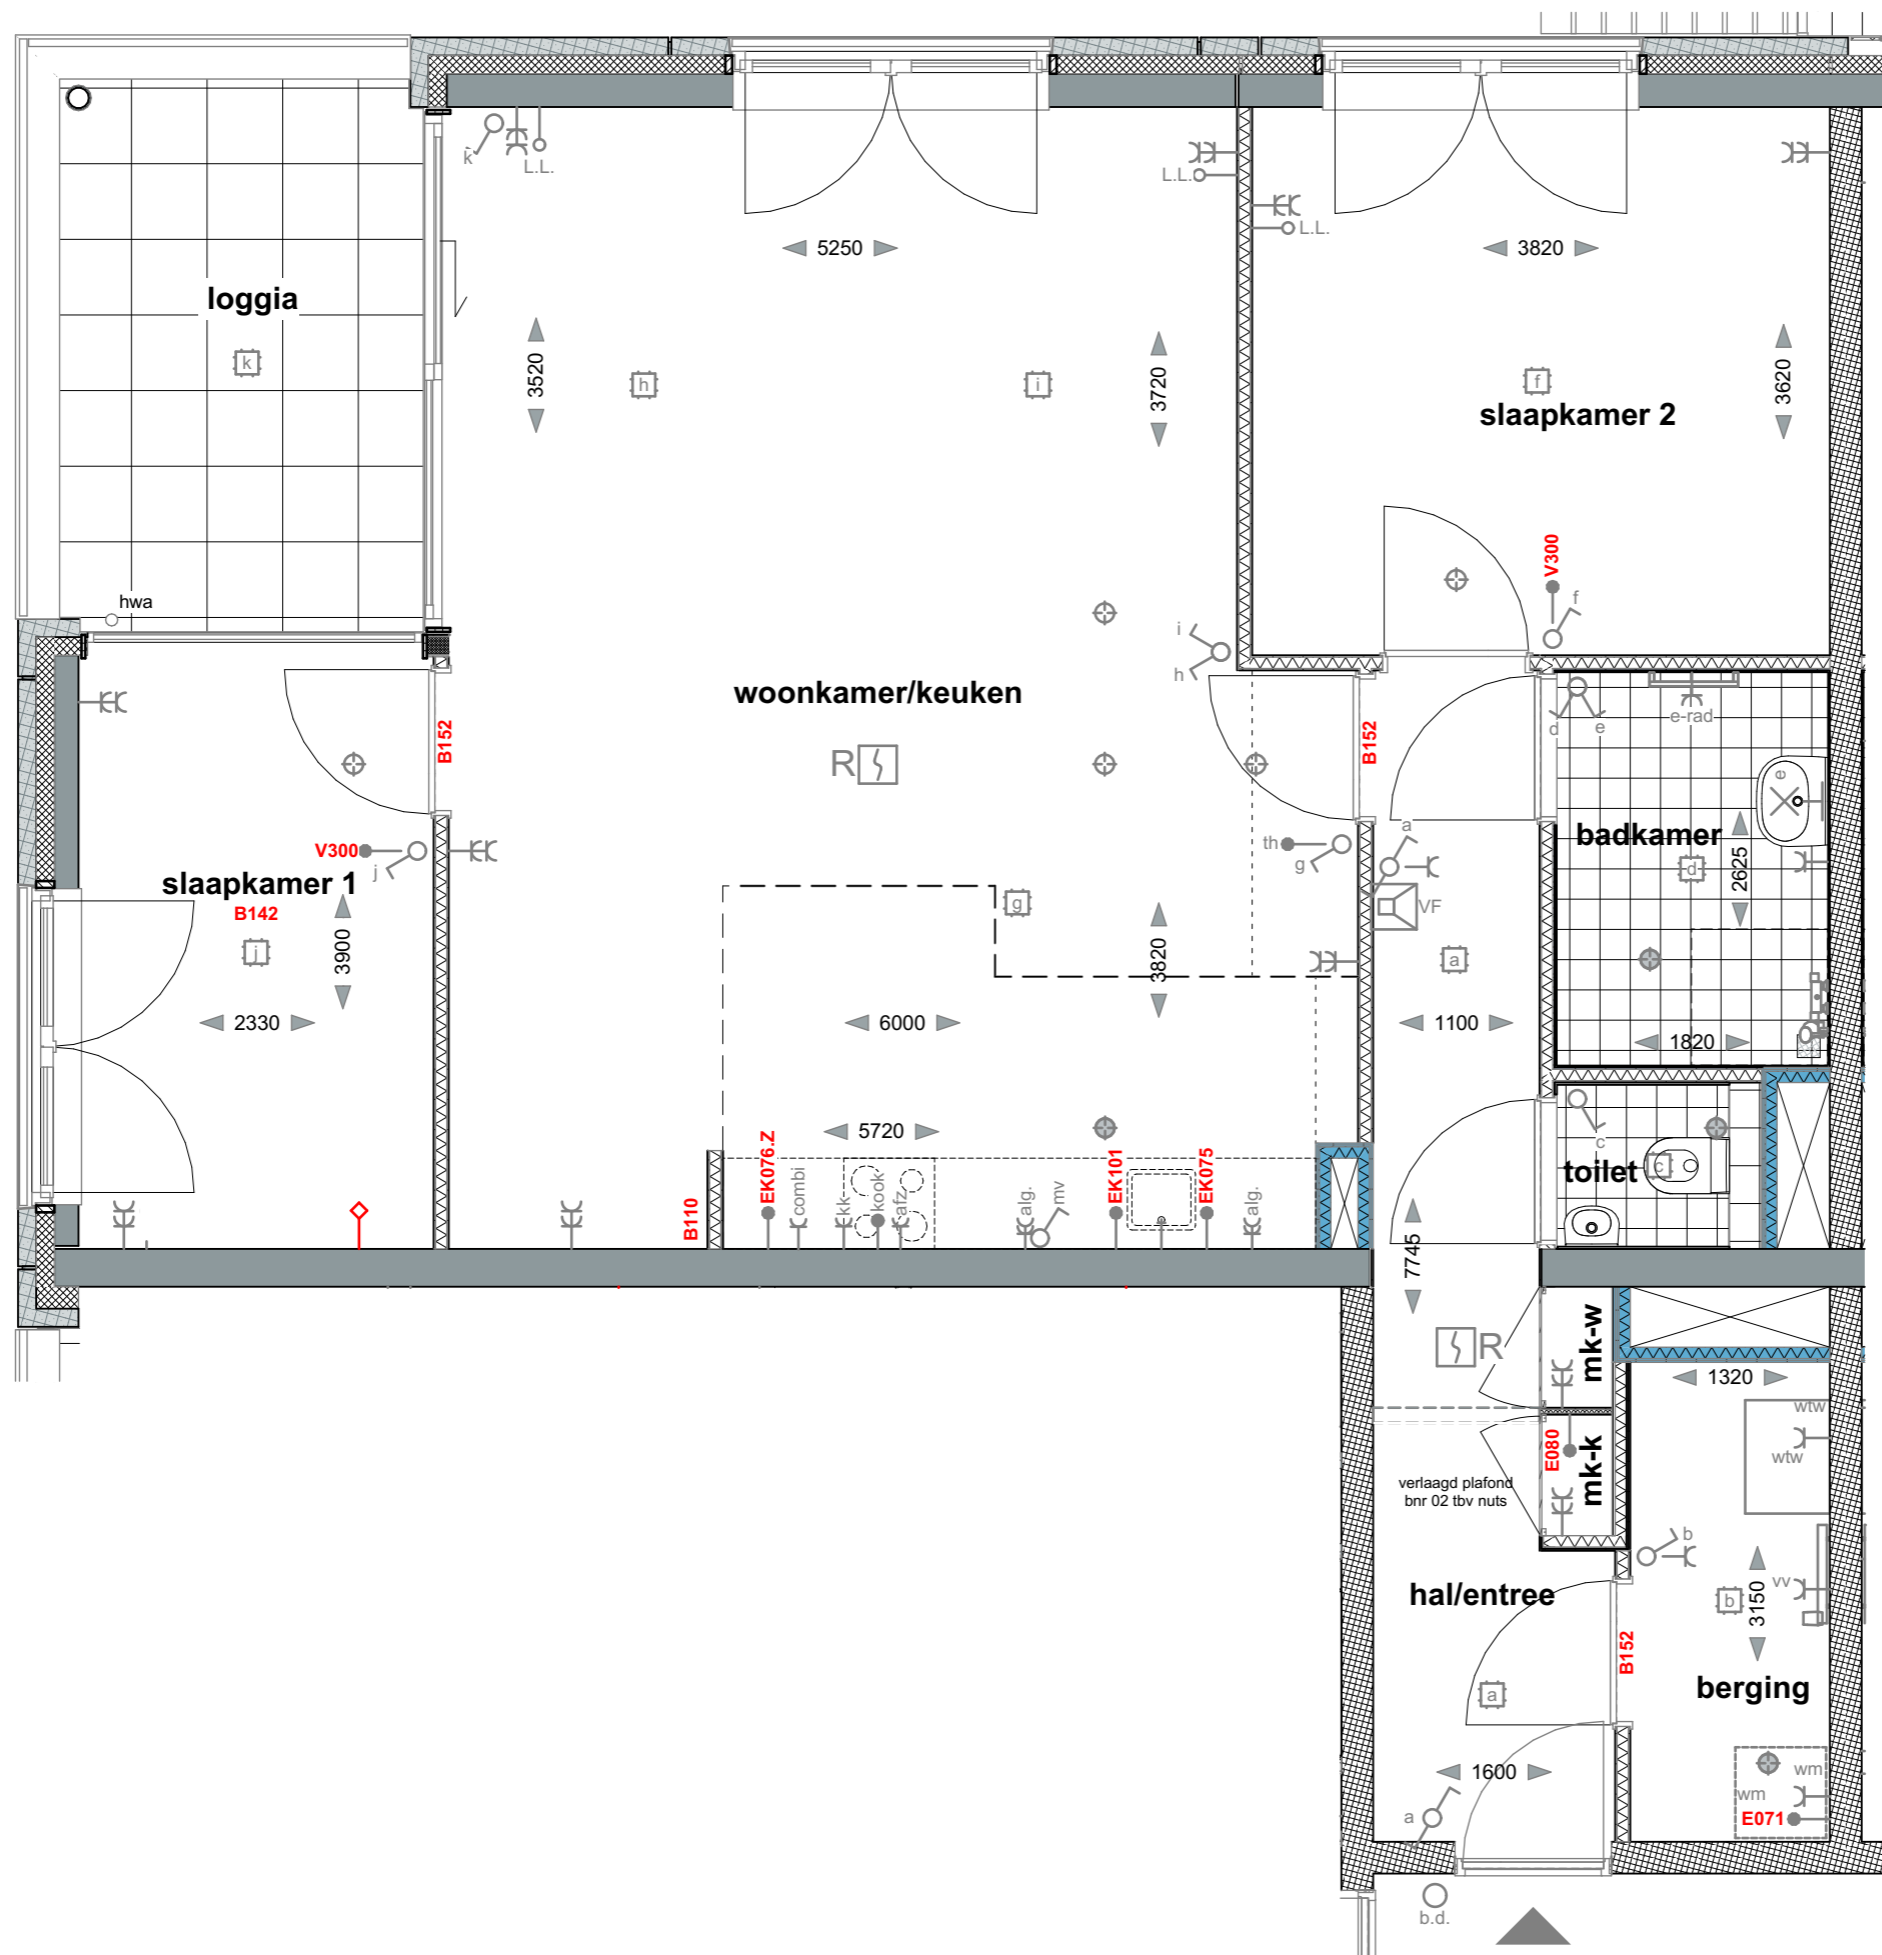 k
L.L.
L.L.
L.L.
5250
3820
loggia
k
3520
h
i
3720
f
3620
slaapkamer 2
V300
f
hwa
i
h
woonkamer/keuken
R
B152
B152
d
e
e-rad
e
badkamer
d
2625
V300
j
slaapkamer 1
B142
j
3900
2330
th
g
a
VF
g
3820
a
6000
1100
1820
5720
c
toilet
c
B110
EK076.Z
combi
kk
kook
afz
alg.
mv
EK101
EK075
alg.
7745
R
mk-w
1320
wtw
wtw
E080
mk-k
verlaagd plafond
bnr 02 tbv nuts
b
b
vv
3150
hal/entree
B152
berging
a
1600
a
wm
wm
E071
b.d.